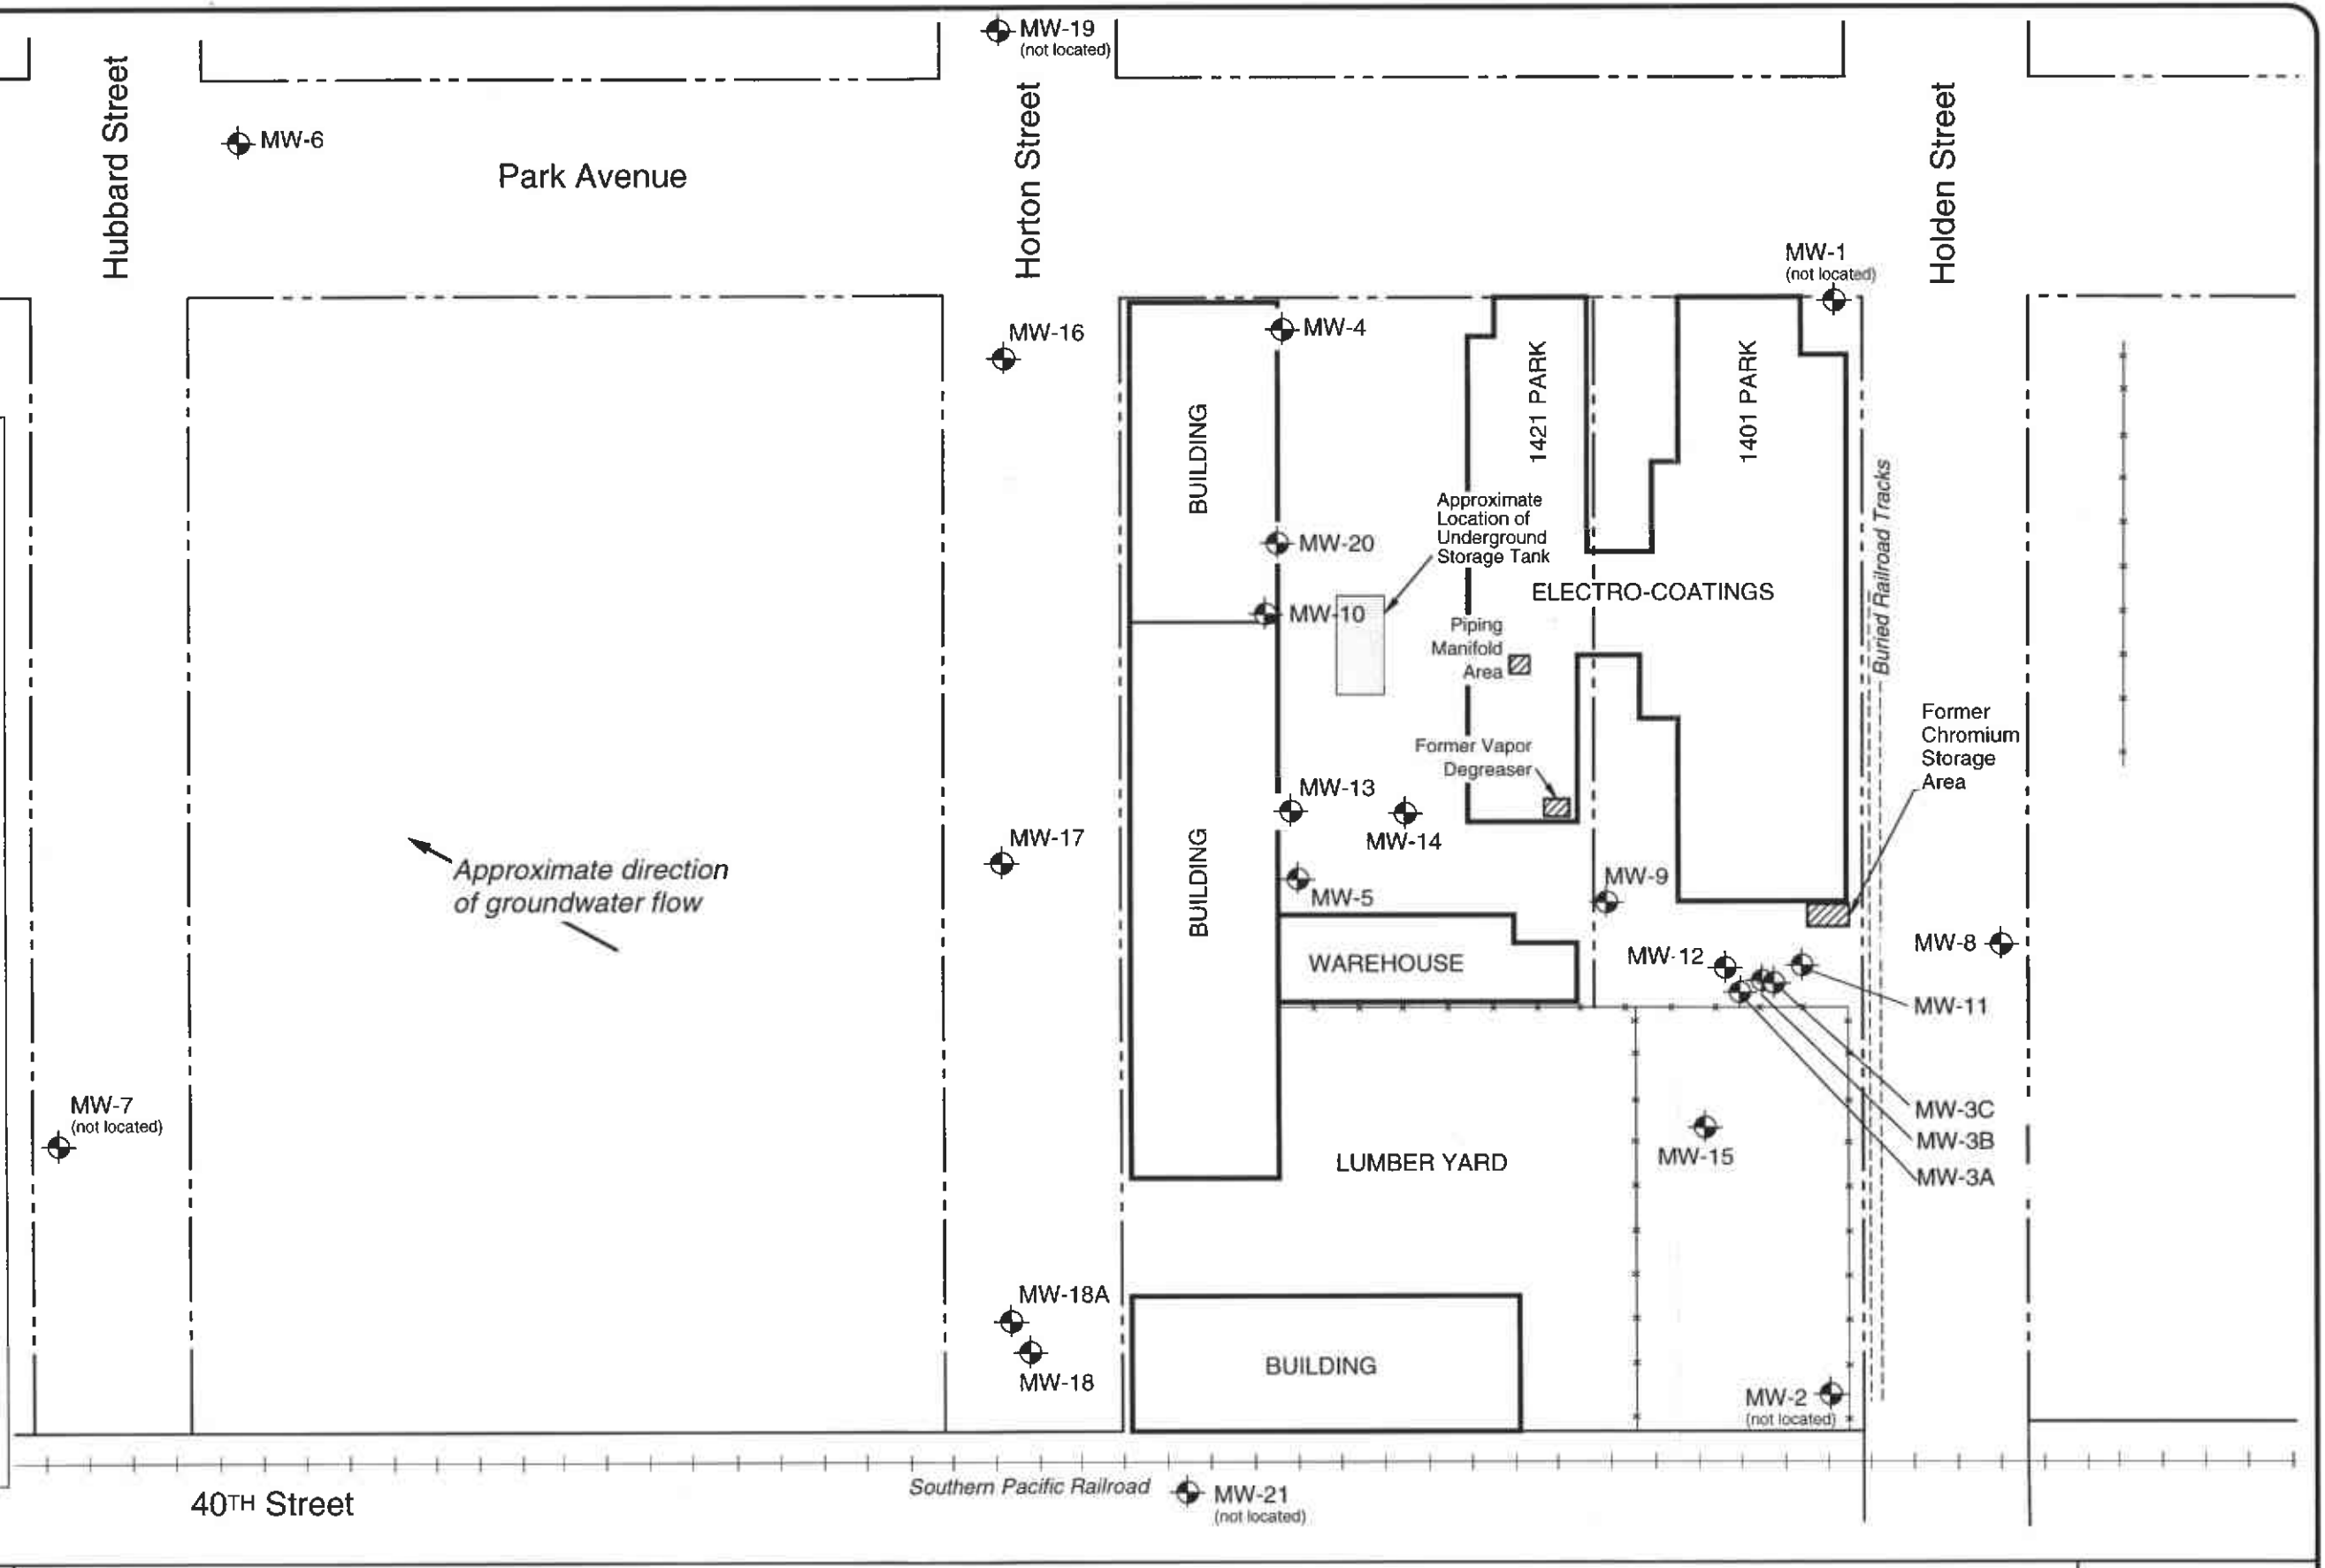 MW-19
(not located)
Hubbard Street
MW-6
Park Avenue
Horton Street
Holden Street
MW-1
(not located)
MW-16
MW-4
BUILDING
1421 PARK
1401 PARK
Approximate
Location of
Underground
Storage Tank
MW-20
MW-10
ELECTRO-COATINGS
Buried Railroad Tracks
Piping
Manifold
Area
Former
Chromium
Storage
Area
Former Vapor
Degreaser
MW-13
MW-14
MW-17
Approximate direction
of groundwater flow
BUILDING
MW-5
MW-9
WAREHOUSE
MW-12
MW-8
MW-11
MW-7
(not located)
MW-3C
MW-3B
MW-3A
LUMBER YARD
MW-15
MW-18A
MW-18
BUILDING
MW-2
(not located)
Southern Pacific Railroad
MW-21
(not located)
40TH Street